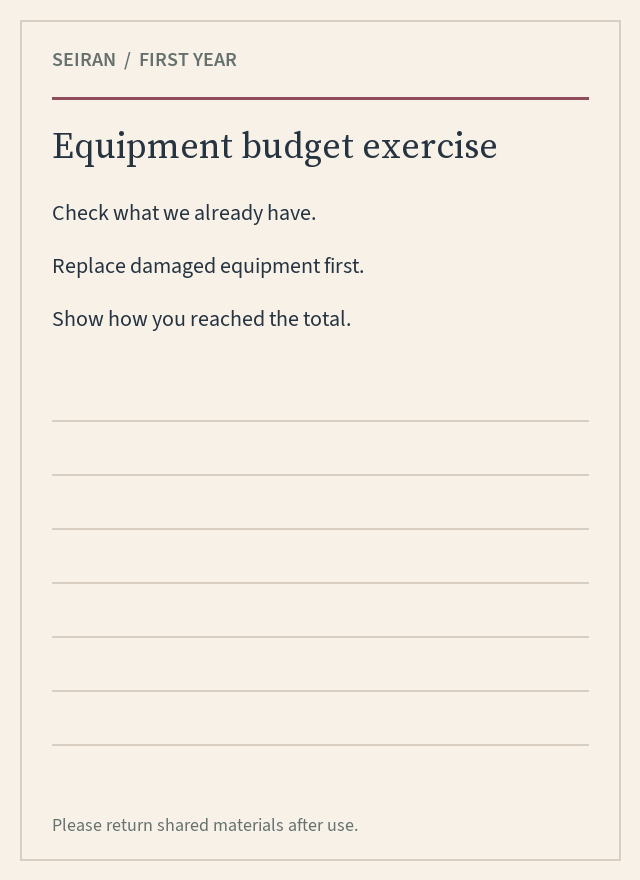 SEIRAN / FIRST YEAR
Equipment budget exercise
Check what we already have.
Replace damaged equipment first.
Show how you reached the total.
Please return shared materials after use.